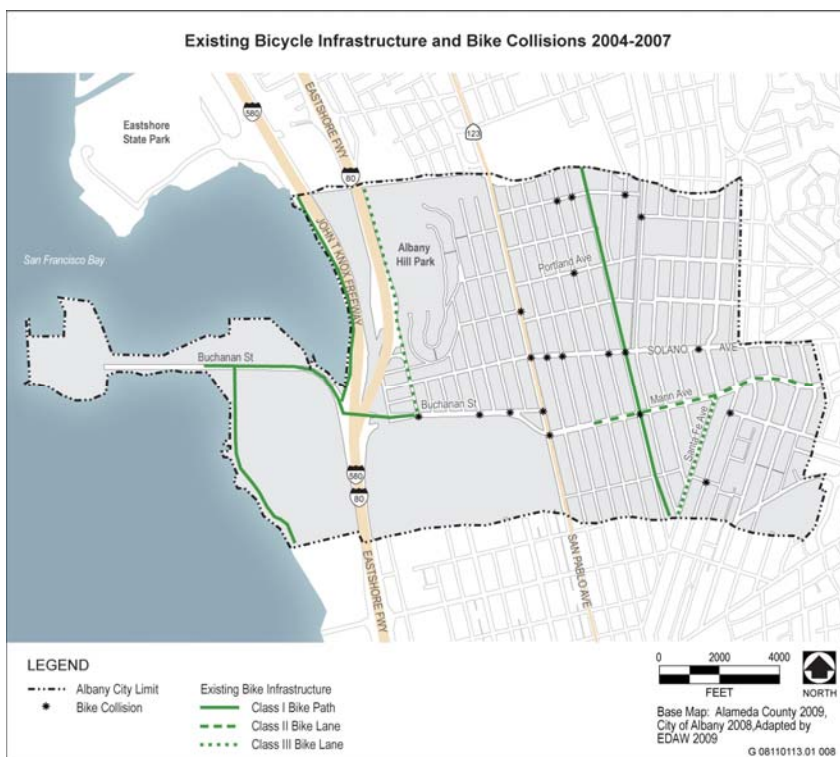 Existing Bicycle Infrastructure and Bike Collisions 2004-2007
Eastshore
State Park
580
EASTSHORE FWY
80
123
JOHN T KNOX FREEWAY
Albany
Hill Park
San Francisco Bay
Portland Ave
Buchanan St
SOLANO AVE
Marin Ave
Buchanan St
Santa Fe Ave
580
80
EASTSHORE FWY
SAN PABLO AVE
LEGEND
Albany City Limit
Bike Collision
Existing Bike Infrastructure
Class I Bike Path
Class II Bike Lane
Class III Bike Lane
0 2000 4000
FEET
NORTH
Base Map: Alameda County 2009,
City of Albany 2008,Adapted by
EDAW 2009
G 08110113.01 008